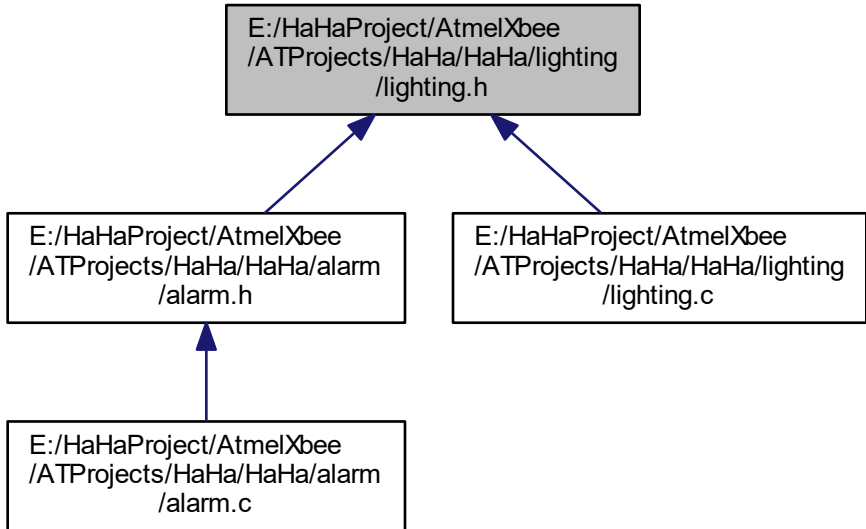 E:/HaHaProject/AtmelXbee
/ATProjects/HaHa/HaHa/lighting
/lighting.h
E:/HaHaProject/AtmelXbee
/ATProjects/HaHa/HaHa/alarm
/alarm.h
E:/HaHaProject/AtmelXbee
/ATProjects/HaHa/HaHa/lighting
/lighting.c
E:/HaHaProject/AtmelXbee
/ATProjects/HaHa/HaHa/alarm
/alarm.c